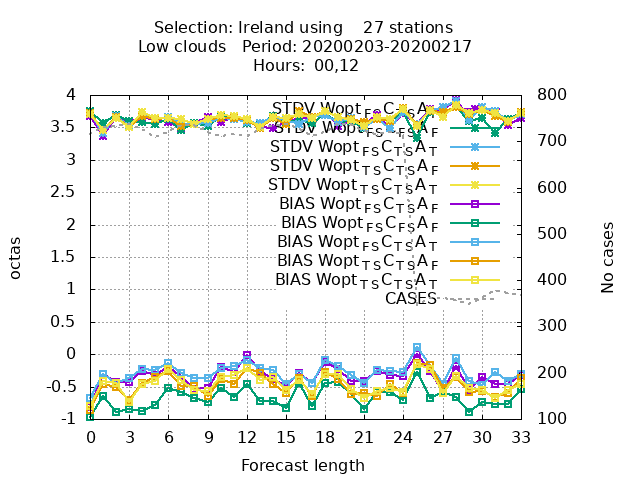 Selection: Ireland using 27 stations
Low clouds Period: 20200203-20200217
Hours: 00,12
STDV Wopt FS C TS A F
STDV Wopt FS C FS A F
STDV Wopt FS C TS A T
STDV Wopt TS C TS A F
STDV Wopt TS C TS A T
BIAS Wopt FS C TS A F
BIAS Wopt FS C FS A F
BIAS Wopt FS C TS A T
BIAS Wopt TS C TS A F
BIAS Wopt TS C TS A T
CASES
octas
4
3.5
3
2.5
2
1.5
1
0.5
0
-0.5
-1
800
700
600
500
400
300
200
100
No cases
0 3 6 9 12 15 18 21 24 27 30 33
Forecast length